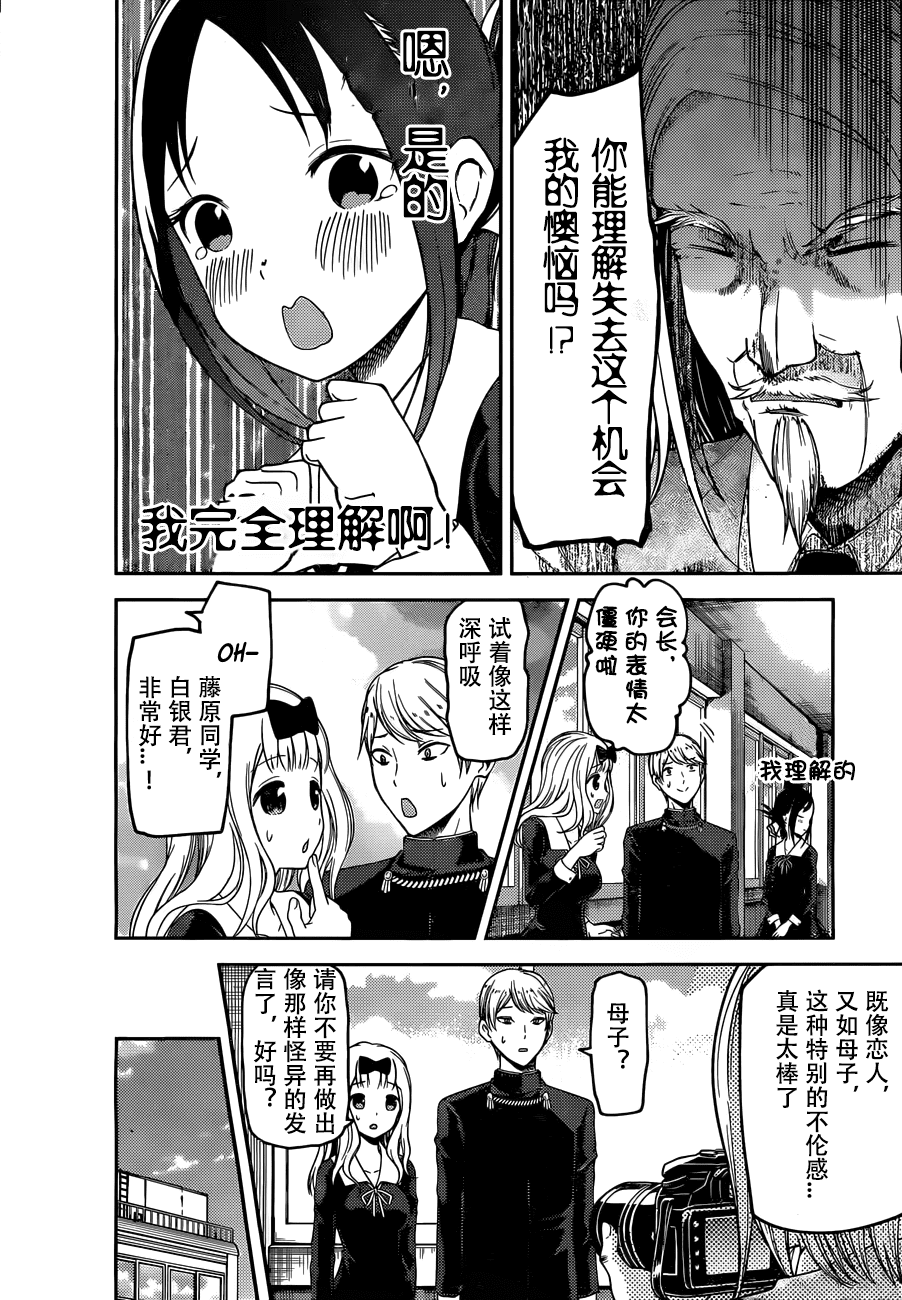 你能理解失去这个机会
我的懊恼吗!?
嗯，
是的
我完全理解啊！
会长，
你的表情太
僵硬啦
我理解的
试着像这样
深呼吸
OH-
藤原同学，
白银君，
非常好…！
既像恋人，
又如母子，
这种特别的不伦感…
真是太棒了
母子？
请你不要再做出
像那样怪异的发
言了，好吗？